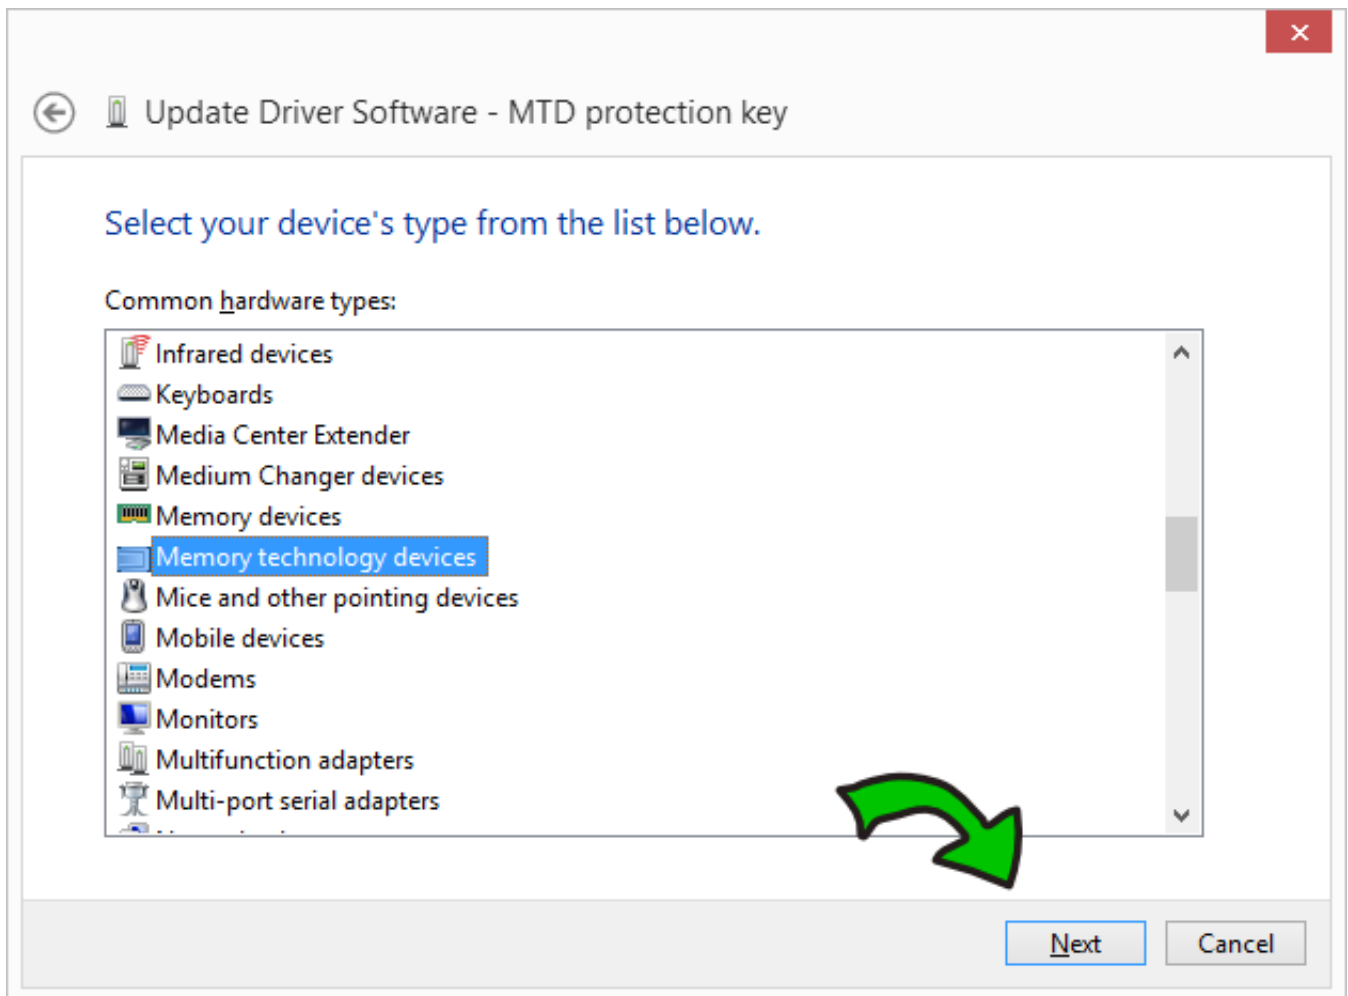 Update Driver Software - MTD protection key
Select your device's type from the list below.
Common hardware types:
Infrared devices
Keyboards
Media Center Extender
Medium Changer devices
Memory devices
Memory technology devices
Mice and other pointing devices
Mobile devices
Modems
Monitors
Multifunction adapters
Multi-port serial adapters
Next
Cancel